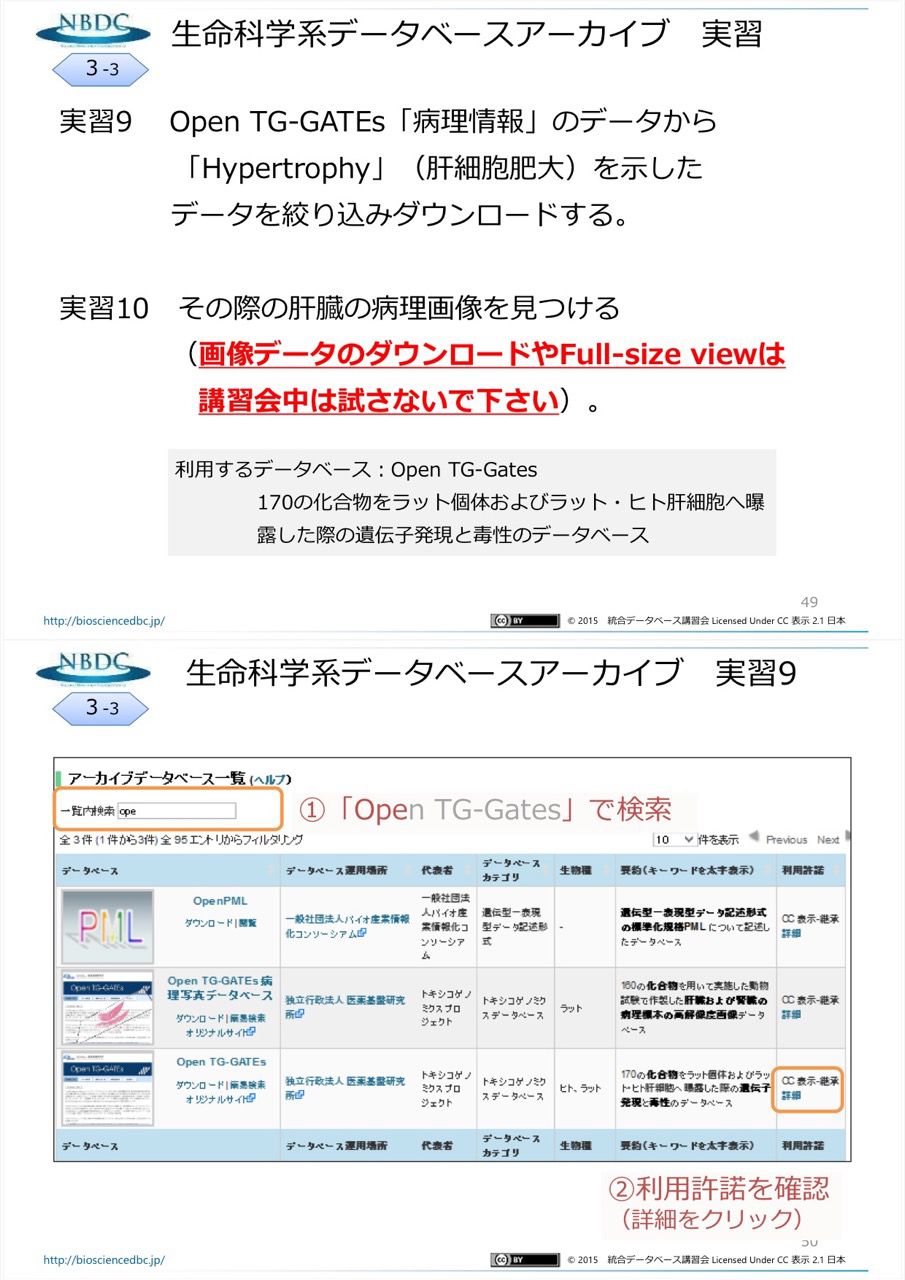 NBDC
生命科学系データベースアーカイブ 実習
3-3
実習9 Open TG-GATEs「病理情報」のデータから
「Hypertrophy」（肝細胞肥大）を示した
データを絞り込みダウンロードする。
実習10 その際の肝臓の病理画像を見つける
（画像データのダウンロードやFull-size viewは
講習会中は試さないで下さい）。
利用するデータベース：Open TG-Gates
170の化合物をラット個体およびラット・ヒト肝細胞へ曝
露した際の遺伝子発現と毒性のデータベース
49
http://biosciencedbc.jp/
cc BY © 2015 統合データベース講習会 Licensed Under CC 表示 2.1 日本
NBDC
生命科学系データベースアーカイブ 実習9
3-3
アーカイブデータベース一覧 (ヘルプ)
一覧内検索 ope
①「Open TG-Gates」で検索
全 3 件 (1 件から3件) 全 95 エントリからフィルタリング
10 件を表示 Previous Next
データベース データベース運用場所 代表者 データベースカテゴリ 生物種 要約(キーワードを太字表示) 利用許諾
PML
OpenPML
ダウンロード | 閲覧
一般社団法人バイオ産業情報
化コンソーシアム
一般社団法
人バイオ産
業情報化コ
ンソーシア
ム
遺伝型ー表現
型データ記述形
式
-
遺伝型ー表現型データ記述形式
の標準化規格PML について記述し
たデータベース
CC 表示-継承
詳細
Open TG-GATEs
Open TG-GATEs 病
理写真データベース
ダウンロード | 簡易検索
オリジナルサイト
独立行政法人 医薬基盤研究
所
トキシコゲノ
ミクスプロ
ジェクト
トキシコゲノミク
スデータベース
ラット
160の化合物を用いて実施した動物
試験で作製した肝臓および腎臓の
病理標本の高解像度画像データ
ベース
CC 表示-継承
詳細
Open TG-GATEs
Open TG-GATEs
ダウンロード | 簡易検索
オリジナルサイト
独立行政法人 医薬基盤研究
所
トキシコゲノ
ミクスプロ
ジェクト
トキシコゲノミク
スデータベース
ヒト, ラット
170の化合物をラット個体およびラッ
ト・ヒト肝細胞へ曝露した際の遺伝子
発現と毒性のデータベース
CC 表示-継承
詳細
データベース データベース運用場所 代表者 データベースカテゴリ 生物種 要約(キーワードを太字表示) 利用許諾
②利用許諾を確認
（詳細をクリック）
50
http://biosciencedbc.jp/
cc BY © 2015 統合データベース講習会 Licensed Under CC 表示 2.1 日本